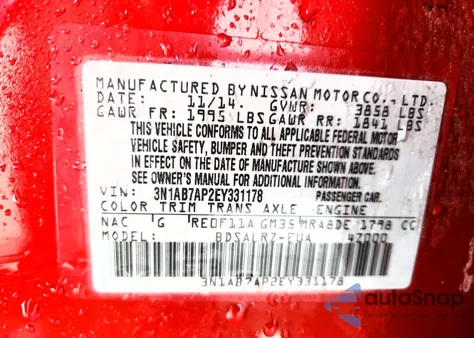 MANUFACTURED BY NISSAN MOTOR CO., LTD.
DATE: 11/14. GVWR: 3858 LBS
GAWR FR: 1995 LBS GAWR RR: 1841 LBS
THIS VEHICLE CONFORMS TO ALL APPLICABLE FEDERAL MOTOR
VEHICLE SAFETY, BUMPER AND THEFT PREVENTION STANDARDS
IN EFFECT ON THE DATE OF MANUFACTURE SHOWN ABOVE.
SEE OWNER'S MANUAL FOR ADDITIONAL INFORMATION.
VIN: 3N1AB7AP2EY331178 PASSENGER CAR.
COLOR TRIM TRANS AXLE ENGINE
NAC G RE0F11A GM35 MRA8DE 1798 CC
MODEL: BDSALRZ-EUA 4Z000
3N1AB7AP2EY331178
autoSnap